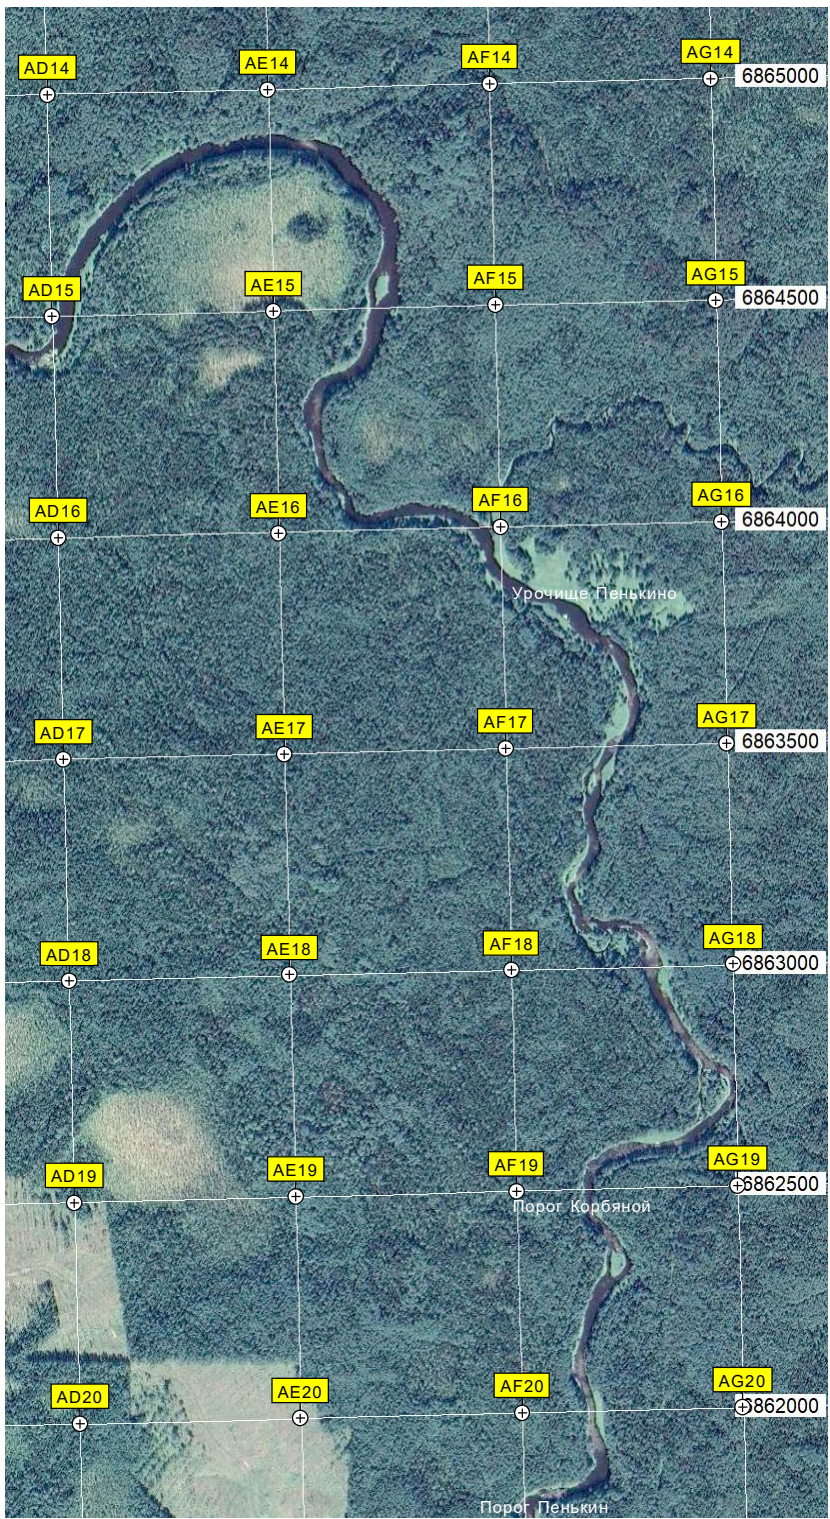 AD14 AE14 AF14 AG14 6865000
AD15 AE15 AF15 AG15 6864500
AD16 AE16 AF16 AG16 6864000
Урочище Пенькино
AD17 AE17 AF17 AG17 6863500
AD18 AE18 AF18 AG18 6863000
AD19 AE19 AF19 AG19 6862500
Порог Корбяной
AD20 AE20 AF20 AG20 6862000
Порог Пенькин